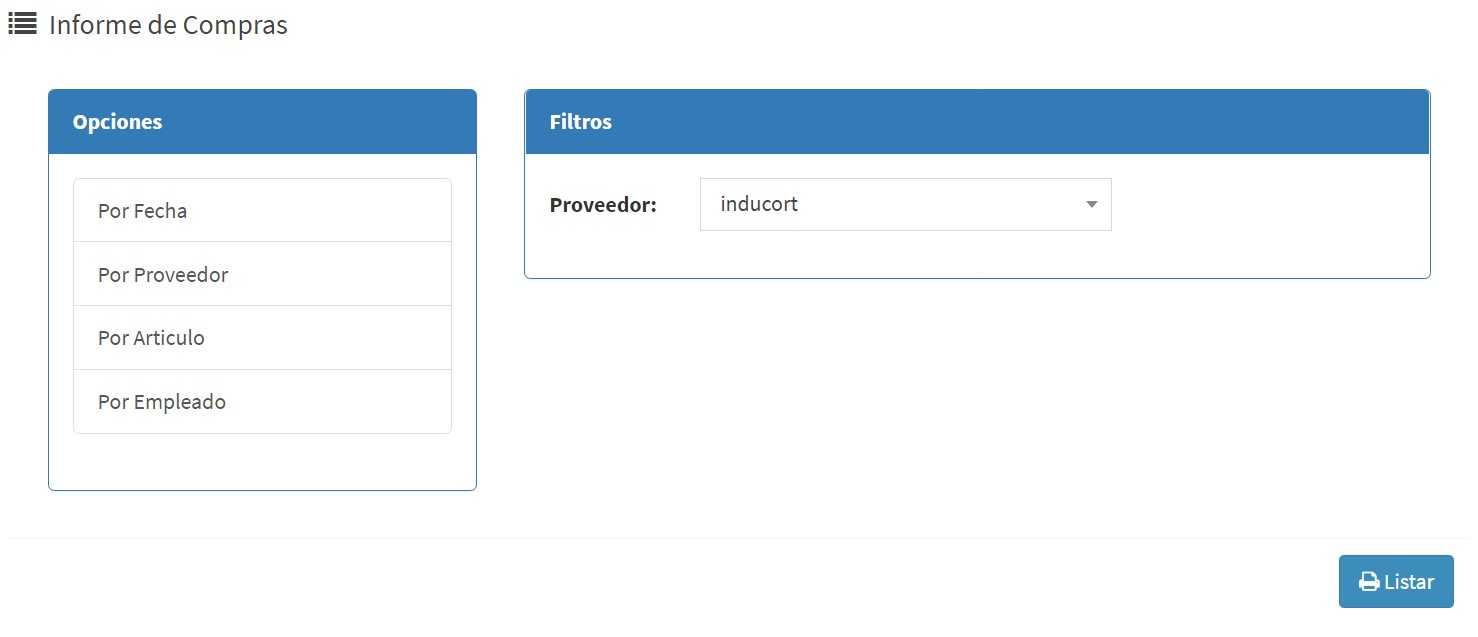 Informe de Compras
Opciones
Por Fecha
Por Proveedor
Por Articulo
Por Empleado
Filtros
Proveedor: inducort
Listar